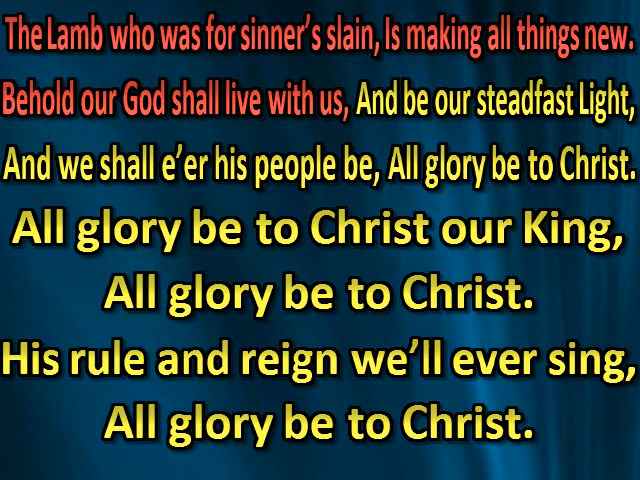 The Lamb who was for sinner’s slain, Is making all things new.
Behold our God shall live with us, And be our steadfast Light,
And we shall e’er his people be, All glory be to Christ.
All glory be to Christ our King,
All glory be to Christ.
His rule and reign we’ll ever sing,
All glory be to Christ.